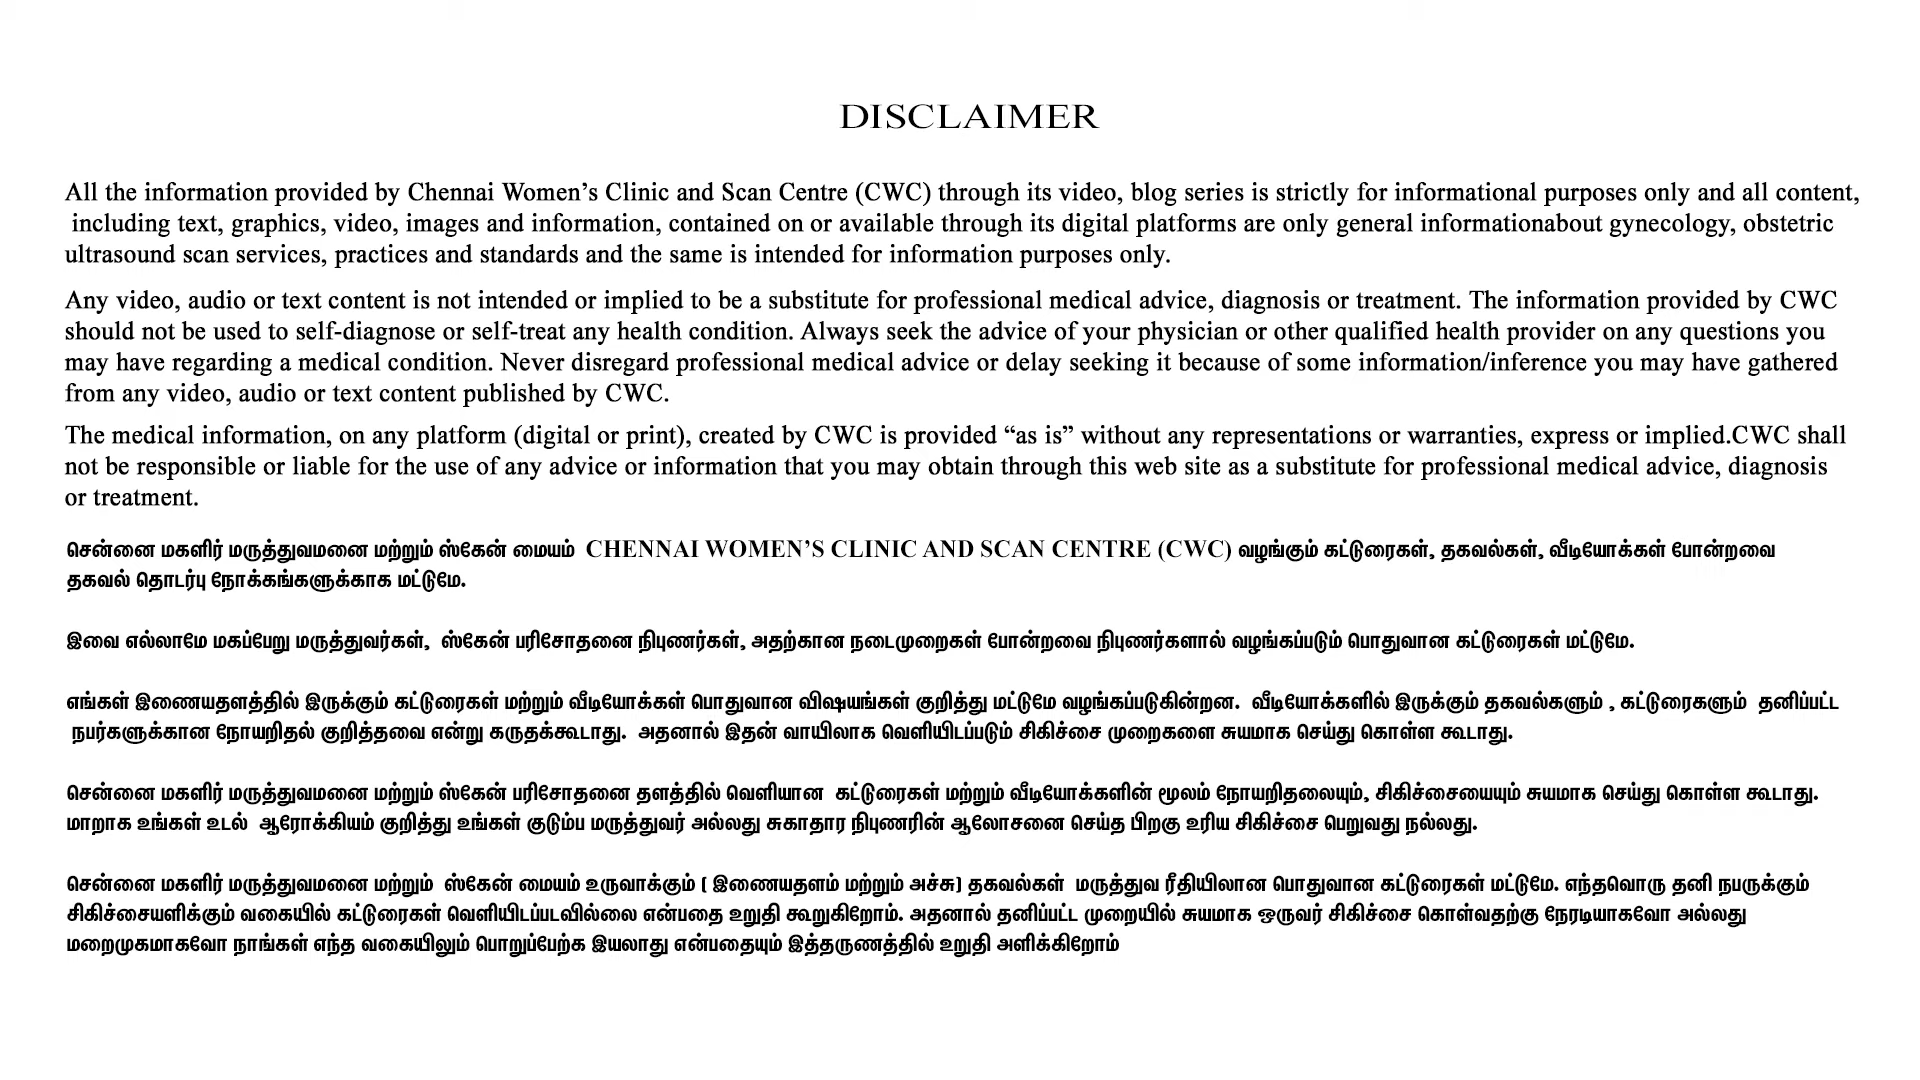 DISCLAIMER
All the information provided by Chennai Women’s Clinic and Scan Centre (CWC) through its video, blog series is strictly for informational purposes only and all content,
including text, graphics, video, images and information, contained on or available through its digital platforms are only general informationabout gynecology, obstetric
ultrasound scan services, practices and standards and the same is intended for information purposes only.
Any video, audio or text content is not intended or implied to be a substitute for professional medical advice, diagnosis or treatment. The information provided by CWC
should not be used to self-diagnose or self-treat any health condition. Always seek the advice of your physician or other qualified health provider on any questions you
may have regarding a medical condition. Never disregard professional medical advice or delay seeking it because of some information/inference you may have gathered
from any video, audio or text content published by CWC.
The medical information, on any platform (digital or print), created by CWC is provided “as is” without any representations or warranties, express or implied.CWC shall
not be responsible or liable for the use of any advice or information that you may obtain through this web site as a substitute for professional medical advice, diagnosis
or treatment.
சென்னை மகளிர் மருத்துவமனை மற்றும் ஸ்கேன் மையம் CHENNAI WOMEN’S CLINIC AND SCAN CENTRE (CWC) வழங்கும் கட்டுரைகள், தகவல்கள், வீடியோக்கள் போன்றவை
தகவல் தொடர்பு நோக்கங்களுக்காக மட்டுமே.
இவை எல்லாமே மகப்பேறு மருத்துவர்கள், ஸ்கேன் பரிசோதனை நிபுணர்கள், அதற்கான நடைமுறைகள் போன்றவை நிபுணர்களால் வழங்கப்படும் பொதுவான கட்டுரைகள் மட்டுமே.
எங்கள் இணையதளத்தில் இருக்கும் கட்டுரைகள் மற்றும் வீடியோக்கள் பொதுவான விஷயங்கள் குறித்து மட்டுமே வழங்கப்படுகின்றன. வீடியோக்களில் இருக்கும் தகவல்களும் , கட்டுரைகளும் தனிப்பட்ட
நபர்களுக்கான நோயறிதல் குறித்தவை என்று கருதக்கூடாது. அதனால் இதன் வாயிலாக வெளியிடப்படும் சிகிச்சை முறைகளை சுயமாக செய்து கொள்ள கூடாது.
சென்னை மகளிர் மருத்துவமனை மற்றும் ஸ்கேன் பரிசோதனை தளத்தில் வெளியான கட்டுரைகள் மற்றும் வீடியோக்களின் மூலம் நோயறிதலையும், சிகிச்சையையும் சுயமாக செய்து கொள்ள கூடாது.
மாறாக உங்கள் உடல் ஆரோக்கியம் குறித்து உங்கள் குடும்ப மருத்துவர் அல்லது சுகாதார நிபுணரின் ஆலோசனை செய்த பிறகு உரிய சிகிச்சை பெறுவது நல்லது.
சென்னை மகளிர் மருத்துவமனை மற்றும் ஸ்கேன் மையம் உருவாக்கும் ( இணையதளம் மற்றும் அச்சு) தகவல்கள் மருத்துவ ரீதியிலான பொதுவான கட்டுரைகள் மட்டுமே. எந்தவொரு தனி நபருக்கும்
சிகிச்சையளிக்கும் வகையில் கட்டுரைகள் வெளியிடப்படவில்லை என்பதை உறுதி கூறுகிறோம். அதனால் தனிப்பட்ட முறையில் சுயமாக ஒருவர் சிகிச்சை கொள்வதற்கு நேரடியாகவோ அல்லது
மறைமுகமாகவோ நாங்கள் எந்த வகையிலும் பொறுப்பேற்க இயலாது என்பதையும் இத்தருணத்தில் உறுதி அளிக்கிறோம்